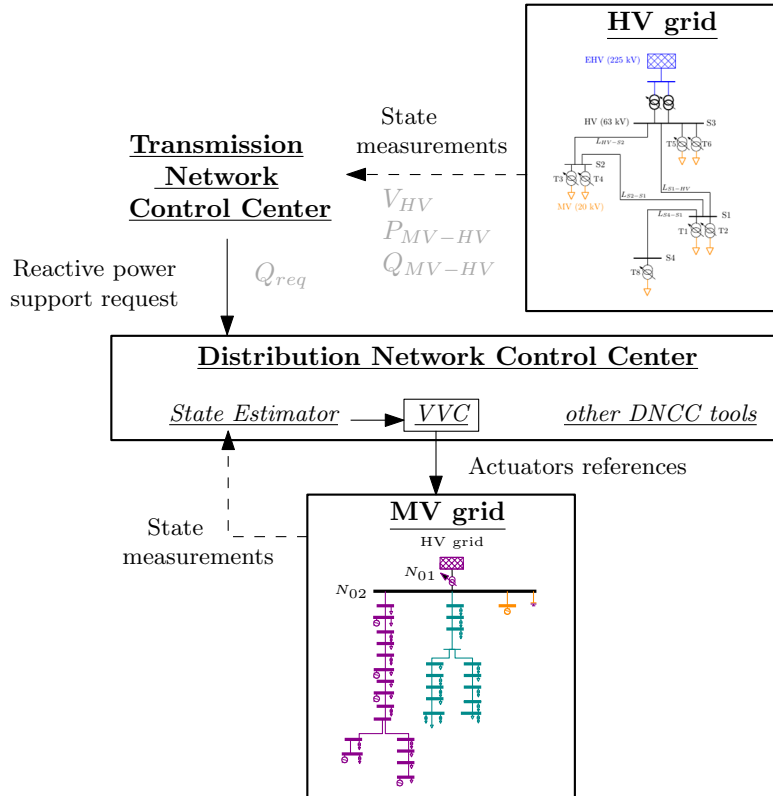 HV grid
EHV (225 kV)
HV (63 kV)
S3
L_{HV-S2}
T5
T6
S2
T3
T4
L_{S1-HV}
L_{S2-S1}
MV (20 kV)
L_{S4-S1}
S1
T1
T2
S4
T8
State
measurements
Transmission
Network
Control Center
V_{HV}
P_{MV-HV}
Q_{MV-HV}
Reactive power
support request
Q_{req}
Distribution Network Control Center
State Estimator
VVC
other DNCC tools
Actuators references
State
measurements
MV grid
HV grid
N_{01}
N_{02}